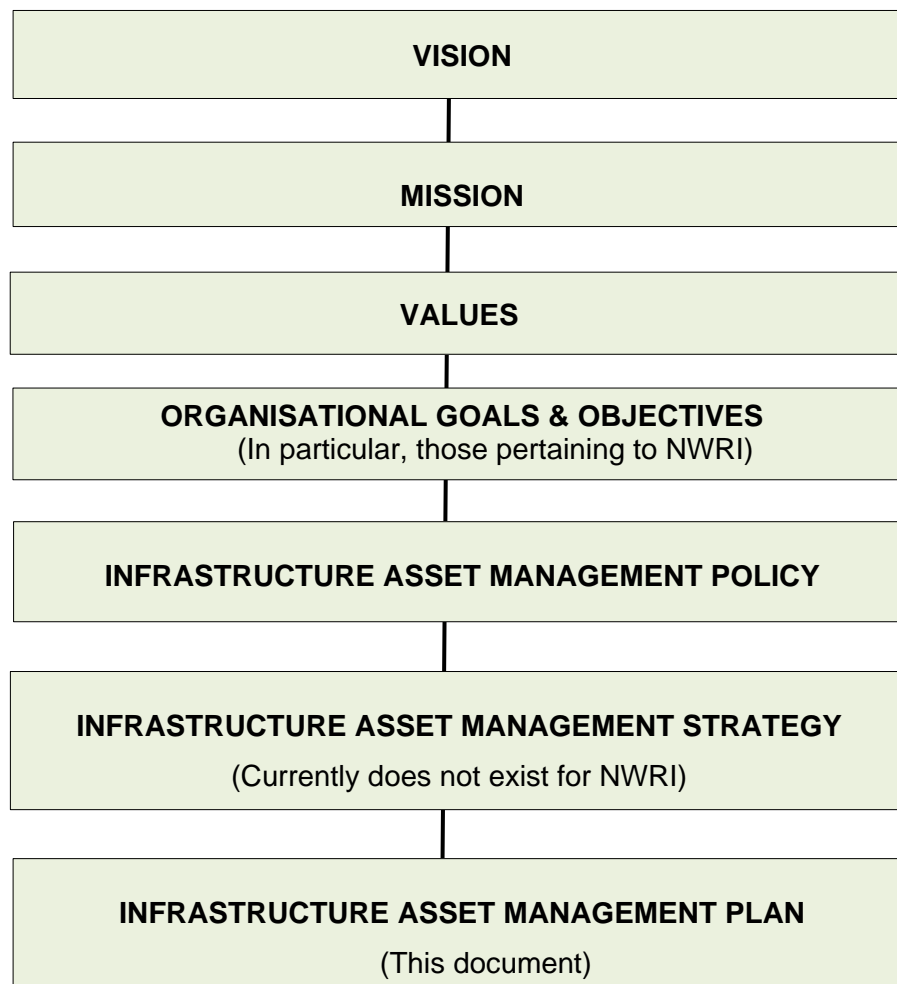 VISION
MISSION
VALUES
ORGANISATIONAL GOALS & OBJECTIVES
(In particular, those pertaining to NWRI)
INFRASTRUCTURE ASSET MANAGEMENT POLICY
INFRASTRUCTURE ASSET MANAGEMENT STRATEGY
(Currently does not exist for NWRI)
INFRASTRUCTURE ASSET MANAGEMENT PLAN
(This document)